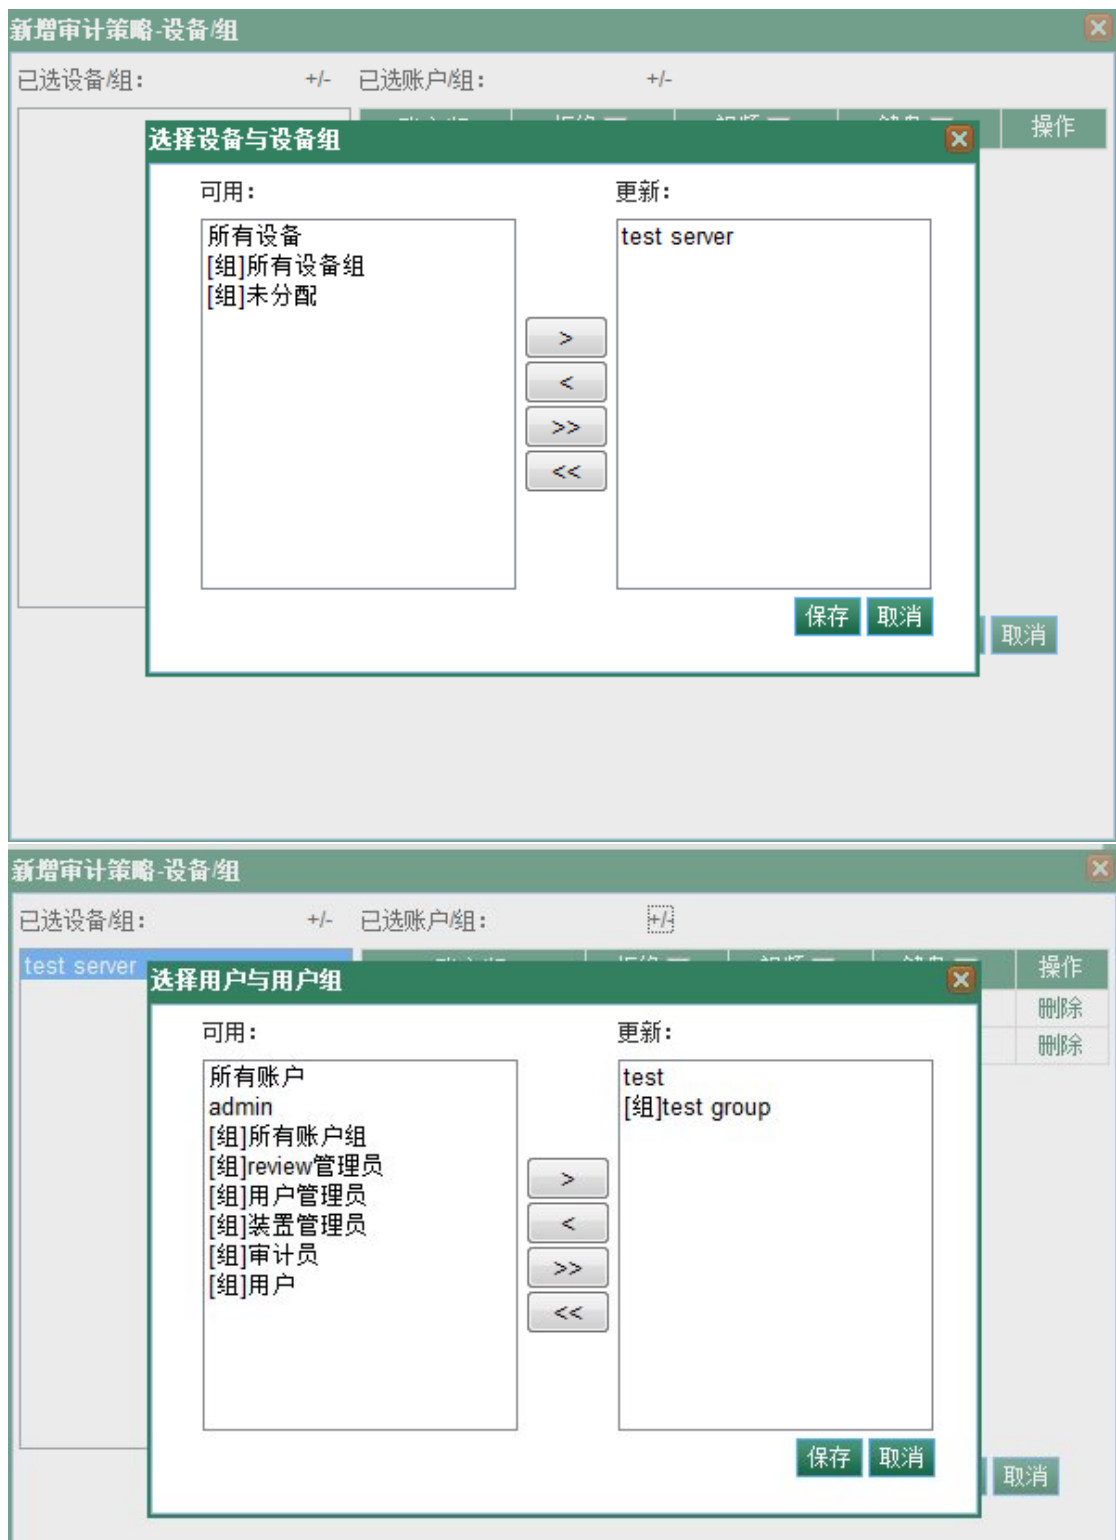 新增审计策略-设备/组
已选设备/组: +/- 已选账户/组: +/-
操作
选择设备与设备组
可用: 更新:
所有设备 test server
[组]所有设备组
[组]未分配
>
<
>>
<<
保存 取消
取消
新增审计策略-设备/组
已选设备/组: +/- 已选账户/组: +/-
test server 操作
选择用户与用户组
删除
可用: 更新:
删除
所有账户 test
admin [组]test group
[组]所有账户组
[组]review管理员
[组]用户管理员
[组]装置管理员
[组]审计员
[组]用户
>
<
>>
<<
保存 取消
取消